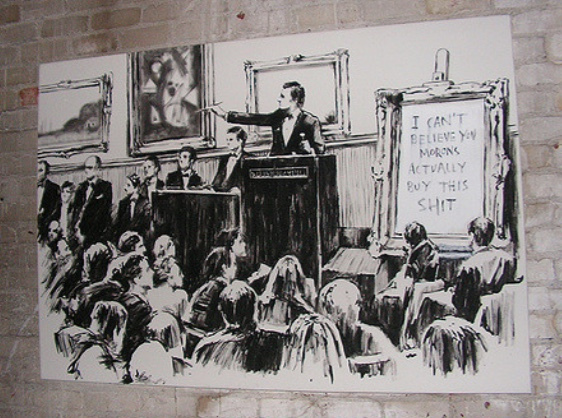 I CAN'T
BELIEVE YOU
MORONS
ACTUALLY
BUY THIS
SHIT